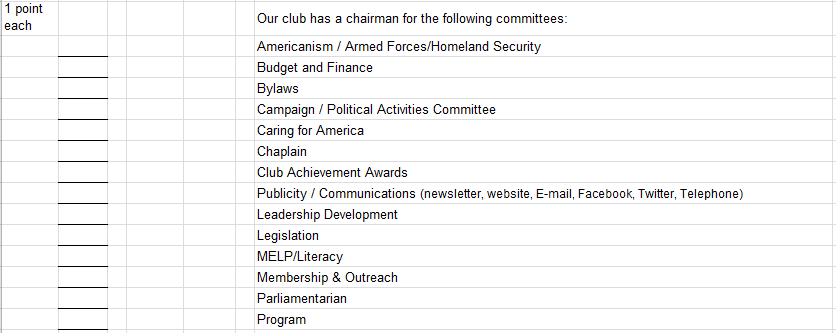 1 point
each
Our club has a chairman for the following committees:
Americanism / Armed Forces/Homeland Security
Budget and Finance
Bylaws
Campaign / Political Activities Committee
Caring for America
Chaplain
Club Achievement Awards
Publicity / Communications (newsletter, website, E-mail, Facebook, Twitter, Telephone)
Leadership Development
Legislation
MELP/Literacy
Membership & Outreach
Parliamentarian
Program